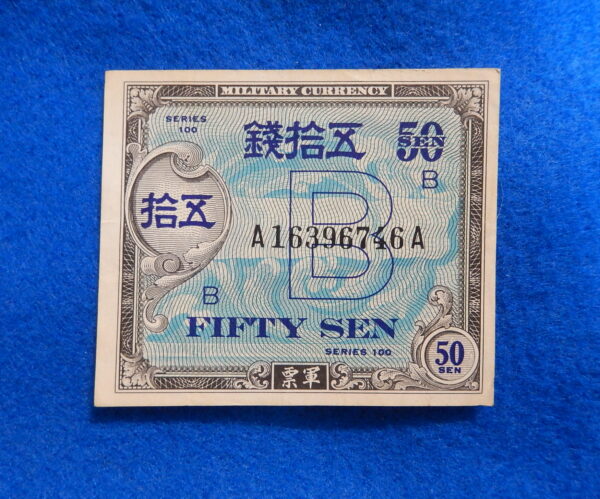 MILITARY CURRENCY
SERIES
100
錢拾五
50
SEN
B
拾五
B
A16396746A
B
FIFTY SEN
SERIES 100
50
SEN
票軍